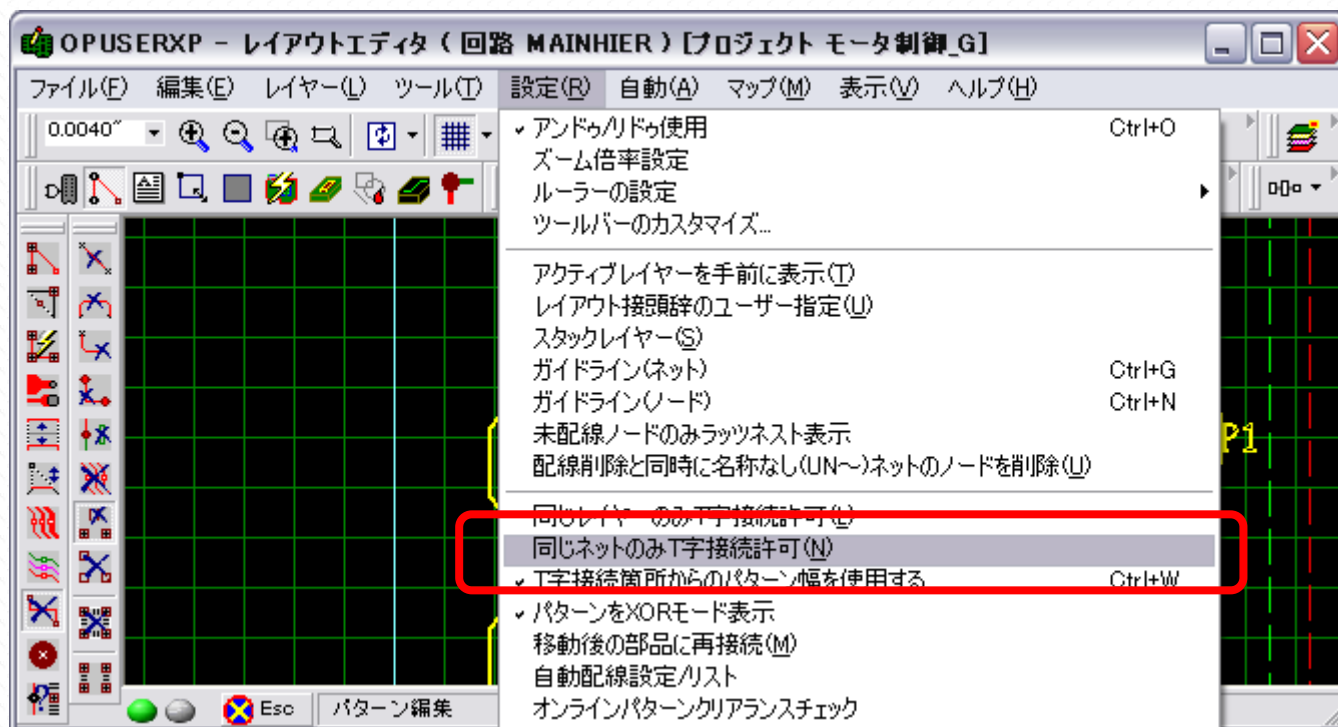 OPUSERXP - レイアウトエディタ ( 回路 MAINHIER ) [プロジェクト モータ制御_G]
ファイル(F) 編集(E) レイヤー(L) ツール(T) 設定(R) 自動(A) マップ(M) 表示(V) ヘルプ(H)
0.0040"
アンドゥ/リドゥ使用 Ctrl+O
ズーム倍率設定
ルーラーの設定
ツールバーのカスタマイズ...
アクティブレイヤーを手前に表示(T)
レイアウト接頭辞のユーザー指定(U)
スタックレイヤー(S)
ガイドライン(ネット) Ctrl+G
ガイドライン(ノード) Ctrl+N
未配線ノードのみラッツネスト表示
配線削除と同時に名称なし(UN～)ネットのノードを削除(U)
同じレイヤーのみT字接続許可(L)
同じネットのみT字接続許可(N)
T字接続箇所からのパターン幅を使用する Ctrl+W
パターンをXORモード表示
移動後の部品に再接続(M)
自動配線設定/リスト
オンラインパターンクリアランスチェック
P1
Esc パターン編集